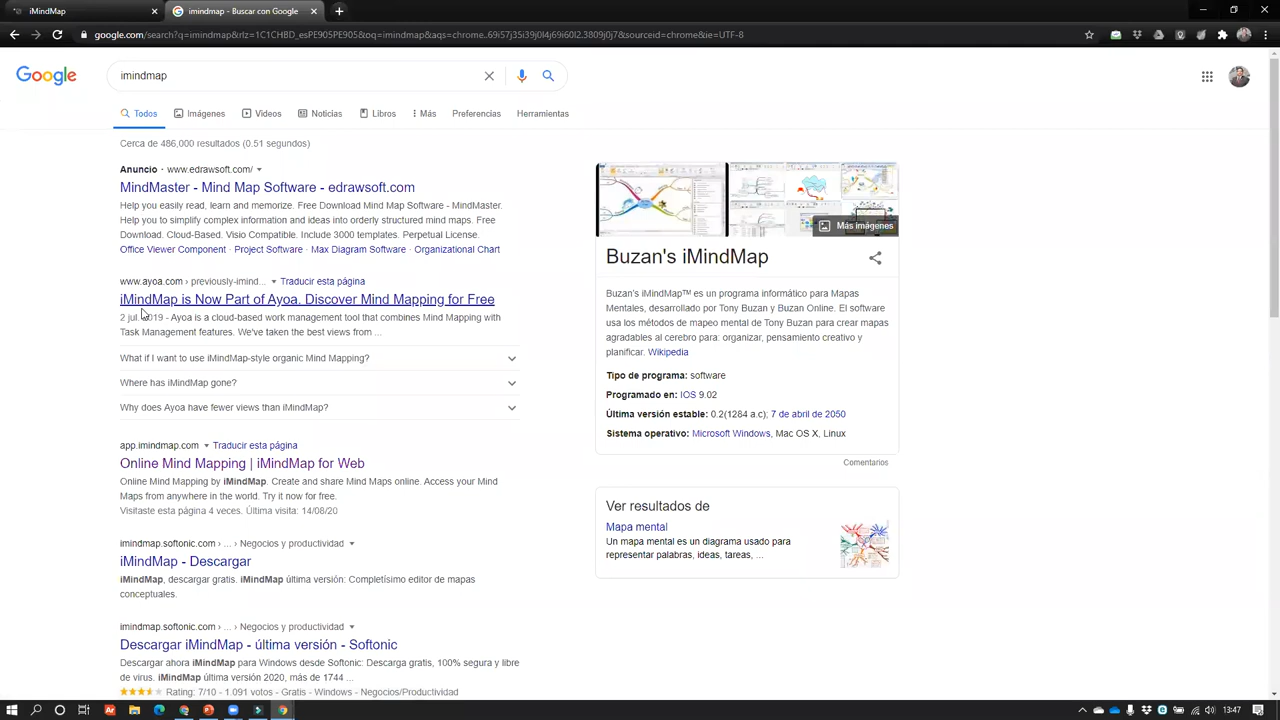 iMindMap
imindmap - Buscar con Google
google.com/search?q=imindmap&rlz=1C1CHBD_esPE905PE905&oq=imindmap&aqs=chrome..69i57j35i39j0l4j69i60l2.3809j0j7&sourceid=chrome&ie=UTF-8
Google
imindmap
Todos Imágenes Videos Noticias Libros Más Preferencias Herramientas
Cerca de 486,000 resultados (0.51 segundos)
Anuncio · www.edrawsoft.com/
MindMaster - Mind Map Software - edrawsoft.com
Help you easily read, learn and memorize. Free Download Mind Map Software - MindMaster.
Help you to simplify complex information and ideas into orderly structured mind maps. Free
Download. Cloud-Based. Visio Compatible. Include 3000 templates. Perpetual License.
Office Viewer Component · Project Software · Max Diagram Software · Organizational Chart
www.ayoa.com › previously-imind... Traducir esta página
iMindMap is Now Part of Ayoa. Discover Mind Mapping for Free
2 jul. 2019 - Ayoa is a cloud-based work management tool that combines Mind Mapping with
Task Management features. We've taken the best views from ...
What if I want to use iMindMap-style organic Mind Mapping?
Where has iMindMap gone?
Why does Ayoa have fewer views than iMindMap?
app.imindmap.com Traducir esta página
Online Mind Mapping | iMindMap for Web
Online Mind Mapping by iMindMap. Create and share Mind Maps online. Access your Mind
Maps from anywhere in the world. Try it now for free.
Visitaste esta página 4 veces. Última visita: 14/08/20
imindmap.softonic.com › ... › Negocios y productividad
iMindMap - Descargar
iMindMap, descargar gratis. iMindMap última versión: Completísimo editor de mapas
conceptuales.
imindmap.softonic.com › ... › Negocios y productividad
Descargar iMindMap - última versión - Softonic
Descargar ahora iMindMap para Windows desde Softonic: Descarga gratis, 100% segura y libre
de virus. iMindMap última versión 2020, más de 1744 ...
Rating: 7/10 - 1.091 votos - Gratis - Windows - Negocios/Productividad
Más imágenes
Buzan's iMindMap
Buzan's iMindMap™ es un programa informático para Mapas
Mentales, desarrollado por Tony Buzan y Buzan Online. El software
usa los métodos de mapeo mental de Tony Buzan para crear mapas
agradables al cerebro para: organizar, pensamiento creativo y
planificar. Wikipedia
Tipo de programa: software
Programado en: IOS 9.02
Última versión estable: 0.2(1284 a.c); 7 de abril de 2050
Sistema operativo: Microsoft Windows, Mac OS X, Linux
Comentarios
Ver resultados de
Mapa mental
Un mapa mental es un diagrama usado para
representar palabras, ideas, tareas, ...
13:47